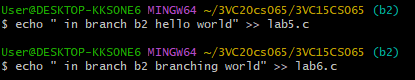 User@DESKTOP-KKSONE6 MINGW64 ~/3VC20cs065/3VC15CS065 (b2)
$ echo " in branch b2 hello world" >> lab5.c
User@DESKTOP-KKSONE6 MINGW64 ~/3VC20cs065/3VC15CS065 (b2)
$ echo " in branch b2 branching world" >> lab6.c